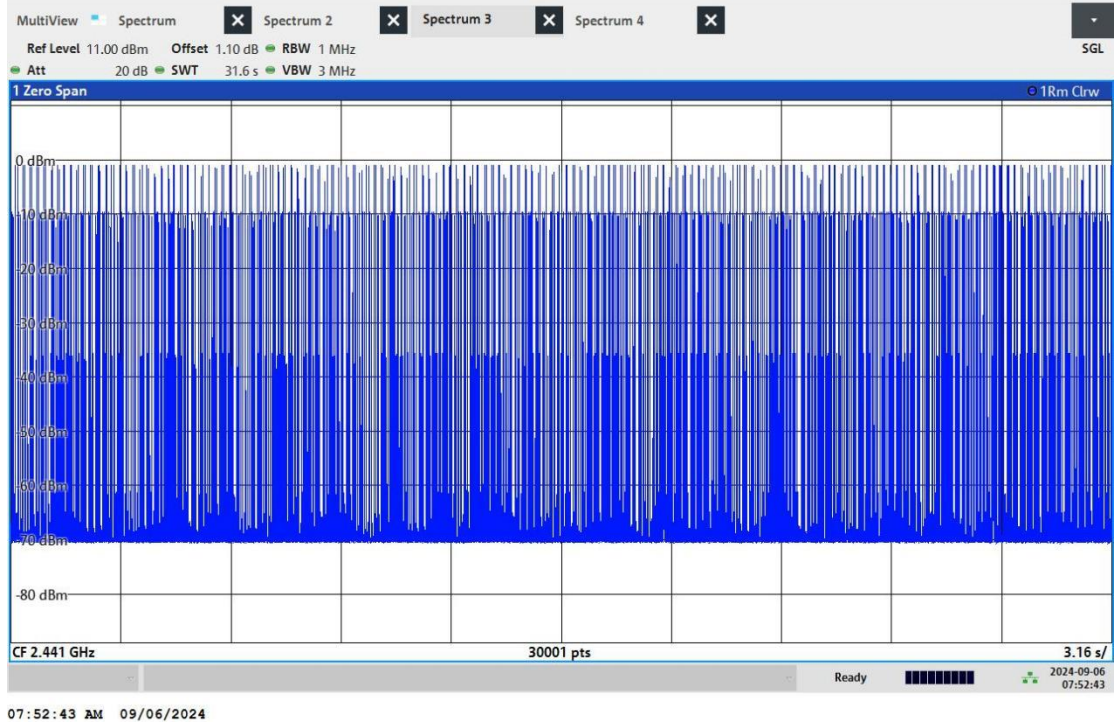 MultiView Spectrum X Spectrum 2 X Spectrum 3 X Spectrum 4 X
Ref Level 11.00 dBm Offset 1.10 dB RBW 1 MHz SGL
Att 20 dB SWT 31.6 s VBW 3 MHz
1 Zero Span 1Rm Clrw
0 dBm
-10 dBm
-20 dBm
-30 dBm
-40 dBm
-50 dBm
-60 dBm
-70 dBm
-80 dBm
CF 2.441 GHz 30001 pts 3.16 s/
Ready 2024-09-06
07:52:43
07:52:43 AM 09/06/2024